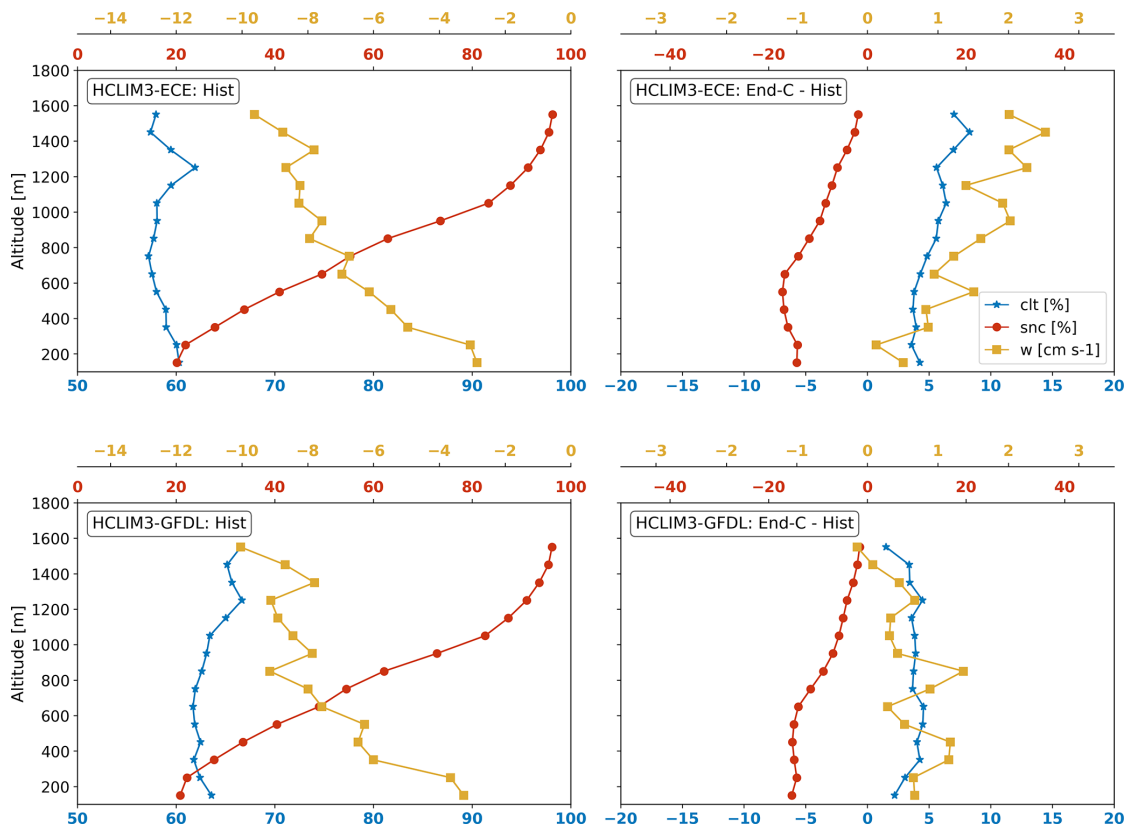 −14 −12 −10 −8 −6 −4 −2 0
−3 −2 −1 0 1 2 3
0 20 40 60 80 100
−40 −20 0 20 40
1800
1600
1400
1200
1000
800
600
400
200
Altitude [m]
HCLIM3-ECE: Hist
HCLIM3-ECE: End-C - Hist
clt [%]
snc [%]
w [cm s-1]
50 60 70 80 90 100
−20 −15 −10 −5 0 5 10 15 20
−14 −12 −10 −8 −6 −4 −2 0
−3 −2 −1 0 1 2 3
0 20 40 60 80 100
−40 −20 0 20 40
1800
1600
1400
1200
1000
800
600
400
200
Altitude [m]
HCLIM3-GFDL: Hist
HCLIM3-GFDL: End-C - Hist
50 60 70 80 90 100
−20 −15 −10 −5 0 5 10 15 20